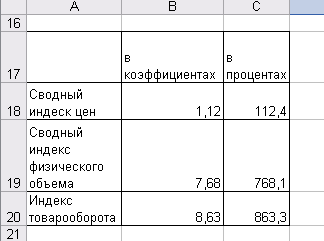 A B C
16
17 в коэффициентах в процентах
18 Сводный индеск цен 1,12 112,4
19 Сводный индекс физического объема 7,68 768,1
20 Индекс товарооборота 8,63 863,3
21